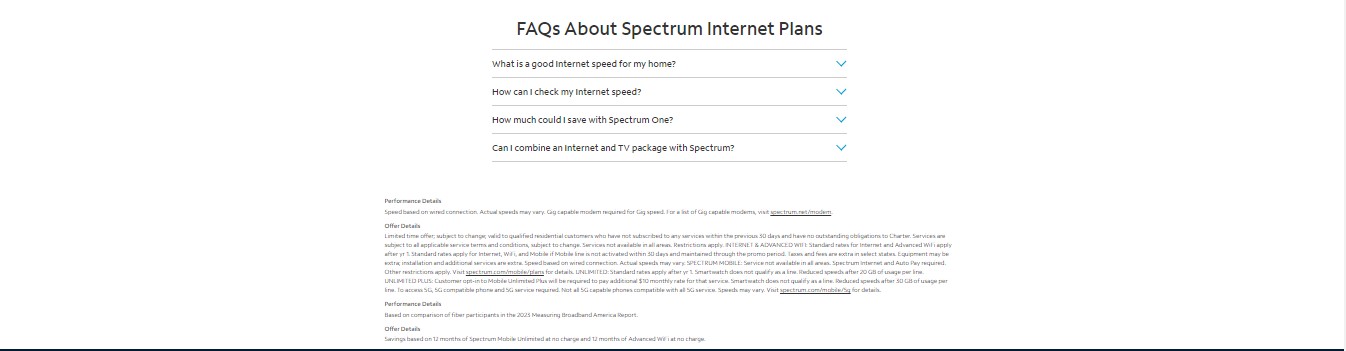 FAQs About Spectrum Internet Plans
What is a good Internet speed for my home?
How can I check my Internet speed?
How much could I save with Spectrum One?
Can I combine an Internet and TV package with Spectrum?
Performance Details
Speed based on wired connection. Actual speeds may vary. Gig capable modem required for Gig speed. For a list of Gig capable modems, visit spectrum.net/modem.
Offer Details
Limited time offer; subject to change; valid to qualified residential customers who have not subscribed to any services within the previous 30 days and have no outstanding obligations to Charter. Services are
subject to all applicable service terms and conditions, subject to change. Services not available in all areas. Restrictions apply. INTERNET & ADVANCED WIFI: Standard rates for Internet and Advanced WiFi apply
after yr 1. Standard rates apply for Internet, WiFi, and Mobile if Mobile line is not activated within 30 days and maintained through the promo period. Taxes and fees are extra in select states. Equipment may be
extra; installation and additional services are extra. Speed based on wired connection. Actual speeds may vary. SPECTRUM MOBILE: Service not available in all areas. Spectrum Internet and Auto Pay required.
Other restrictions apply. Visit spectrum.com/mobile/plans for details. UNLIMITED: Standard rates apply after yr 1. Smartwatch does not qualify as a line. Reduced speeds after 20 GB of usage per line.
UNLIMITED PLUS: Customer opt-in to Mobile Unlimited Plus will be required to pay additional $10 monthly rate for that service. Smartwatch does not qualify as a line. Reduced speeds after 30 GB of usage per
line. To access 5G, 5G compatible phone and 5G service required. Not all 5G capable phones compatible with all 5G service. Speeds may vary. Visit spectrum.com/mobile/5g for details.
Performance Details
Based on comparison of fiber participants in the 2023 Measuring Broadband America Report.
Offer Details
Savings based on 12 months of Spectrum Mobile Unlimited at no charge and 12 months of Advanced WiFi at no charge.